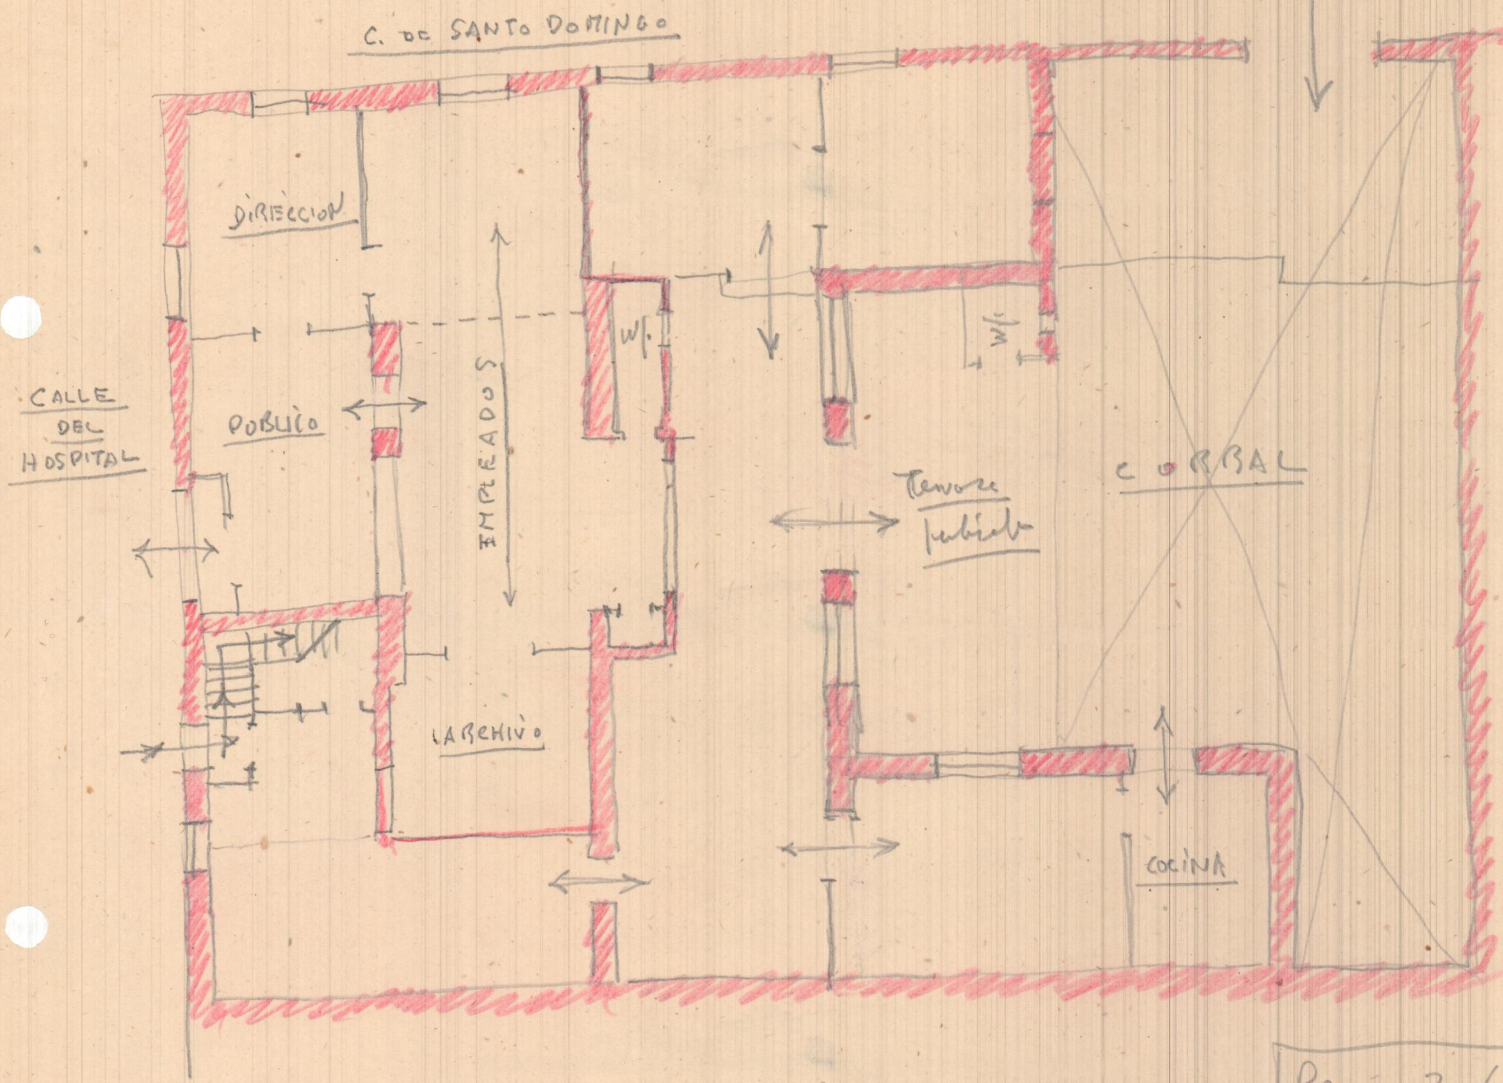 C. DE SANTO DOMINGO
DIRECCION
W.
W.
CALLE
DEL
HOSPITAL
PUBLICO
EMPLEADOS
CORRAL
ARCHIVO
COCINA